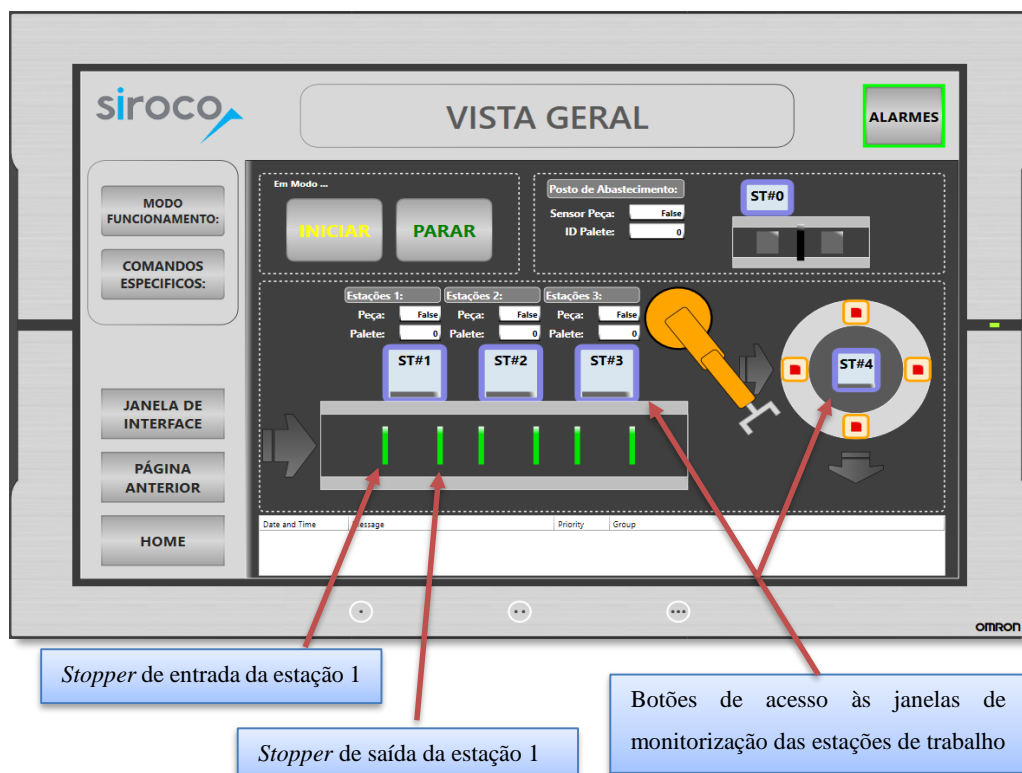 siroco
VISTA GERAL
ALARMES
MODO
FUNCIONAMENTO:
COMANDOS
ESPECIFICOS:
JANELA DE
INTERFACE
PÁGINA
ANTERIOR
HOME
Em Modo ...
INICIAR
PARAR
Posto de Abastecimento:
Sensor Peça: False
ID Palete: 0
ST#0
Estações 1: Estações 2: Estações 3:
Peça: False Peça: False Peça: False
Palete: 0 Palete: 0 Palete: 0
ST#1 ST#2 ST#3
ST#4
Date and Time Message Priority Group
OMRON
Stopper de entrada da estação 1
Stopper de saída da estação 1
Botões de acesso às janelas de
monitorização das estações de trabalho